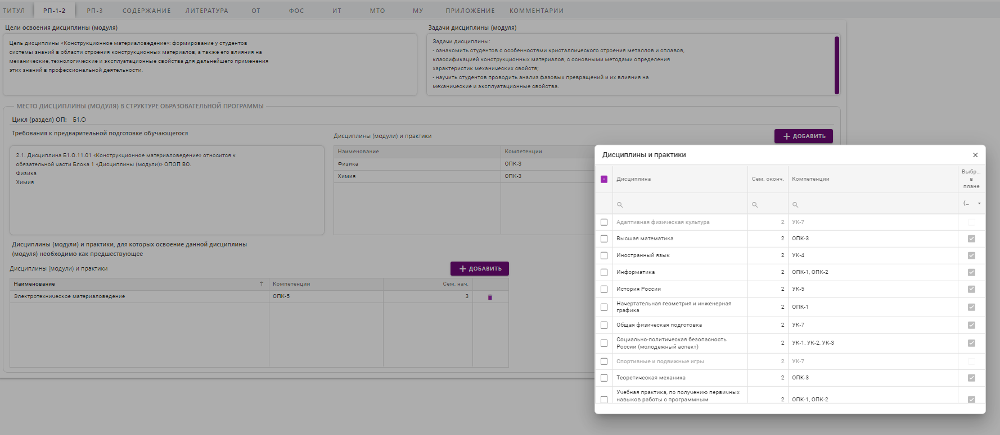 ТИТУЛ
РП-1-2
РП-3
СОДЕРЖАНИЕ
ЛИТЕРАТУРА
ОТ
ФОС
ИТ
МТО
МУ
ПРИЛОЖЕНИЕ
КОММЕНТАРИИ
Цели освоения дисциплины (модуля)
Цель дисциплины «Конструкционное материаловедение»: формирование у студентов
системы знаний в области строения конструкционных материалов, а также его влияния на
механические, технологические и эксплуатационные свойства для дальнейшего применения
этих знаний в профессиональной деятельности.
Задачи дисциплины (модуля)
Задачи дисциплины:
- ознакомить студентов с особенностями кристаллического строения металлов и сплавов,
классификацией конструкционных материалов, с основными методами определения
характеристик механических свойств;
- научить студентов проводить анализ фазовых превращений и их влияния на
механические и эксплуатационные свойства.
МЕСТО ДИСЦИПЛИНЫ (МОДУЛЯ) В СТРУКТУРЕ ОБРАЗОВАТЕЛЬНОЙ ПРОГРАММЫ
Цикл (раздел) ОП: Б1.О
Требования к предварительной подготовке обучающегося
2.1. Дисциплина Б1.О.11.01 «Конструкционное материаловедение» относится к
обязательной части Блока 1 «Дисциплины (модули)» ОПОП ВО.
Физика
Химия
Дисциплины (модули) и практики
ДОБАВИТЬ
Наименование Компетенции
Физика ОПК-3
Химия ОПК-3
Дисциплины (модули) и практики, для которых освоение данной дисциплины
(модуля) необходимо как предшествующее
Дисциплины (модули) и практики
ДОБАВИТЬ
Наименование Компетенции Сем. нач.
Электротехническое материаловедение ОПК-5 3
Дисциплины и практики
Дисциплина Сем. оконч. Компетенции
Выбр...
в
плане
(...
Адаптивная физическая культура 2 УК-7
Высшая математика 2 ОПК-3
Иностранный язык 2 УК-4
Информатика 2 ОПК-1, ОПК-2
История России 2 УК-5
Начертательная геометрия и инженерная
графика 2 ОПК-1
Общая физическая подготовка 2 УК-7
Социально-политическая безопасность
России (молодежный аспект) 2 УК-1, УК-2, УК-3
Спортивные и подвижные игры 2 УК-7
Теоретическая механика 2 ОПК-3
Учебная практика, по получению первичных
навыков работы с программным 2 ОПК-1, ОПК-2